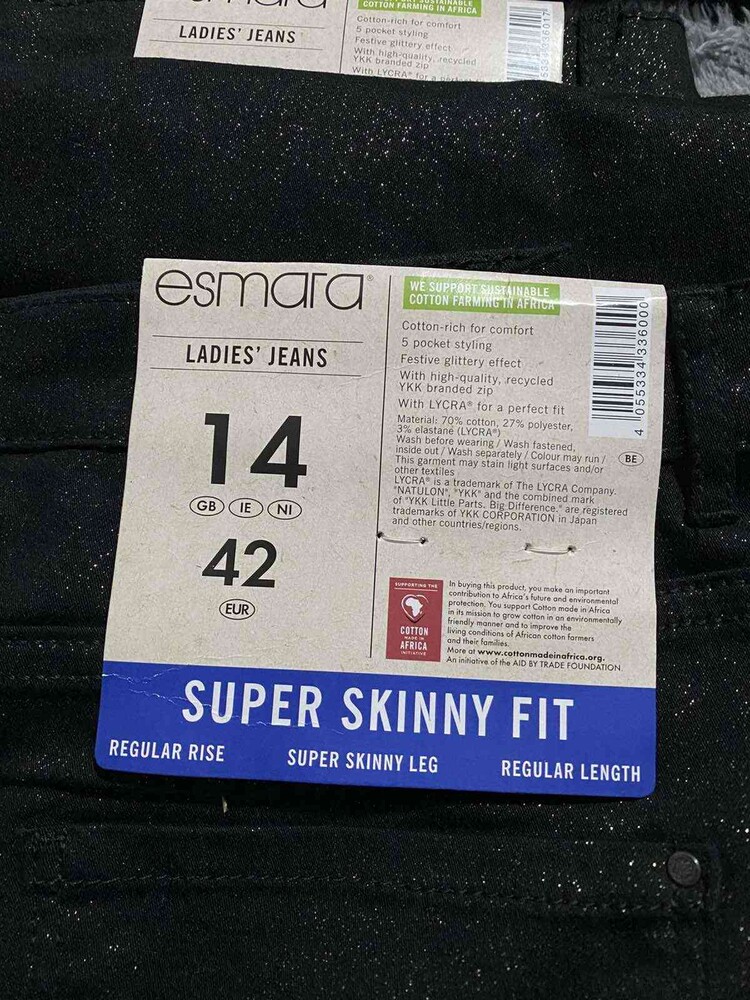 esmara
LADIES' JEANS
COTTON FARMING IN AFRICA
Cotton-rich for comfort
5 pocket styling
Festive glittery effect
With high-quality, recycled
YKK branded zip
With LYCRA® for a perfect
esmara®
LADIES' JEANS
14
GB IE NI
42
EUR
WE SUPPORT SUSTAINABLE
COTTON FARMING IN AFRICA
Cotton-rich for comfort
5 pocket styling
Festive glittery effect
With high-quality, recycled
YKK branded zip
With LYCRA® for a perfect fit
Material: 70% cotton, 27% polyester,
3% elastane (LYCRA®)
Wash before wearing / Wash fastened,
inside out / Wash separately / Colour may run /
This garment may stain light surfaces and/or
other textiles
LYCRA® is a trademark of The LYCRA Company.
"NATULON", "YKK" and the combined mark
of "YKK Little Parts. Big Difference." are registered
trademarks of YKK CORPORATION in Japan
and other countries/regions.
BE
4 055334 336000
SUPPORTING THE
COTTON
MADE IN
AFRICA
INITIATIVE
In buying this product, you make an important
contribution to Africa's future and environmental
protection. You support Cotton made in Africa
in its mission to grow cotton in an environmentally
friendly manner and to improve the
living conditions of African cotton farmers
and their families.
More at www.cottonmadeinafrica.org.
An initiative of the AID BY TRADE FOUNDATION
SUPER SKINNY FIT
REGULAR RISE
SUPER SKINNY LEG
REGULAR LENGTH